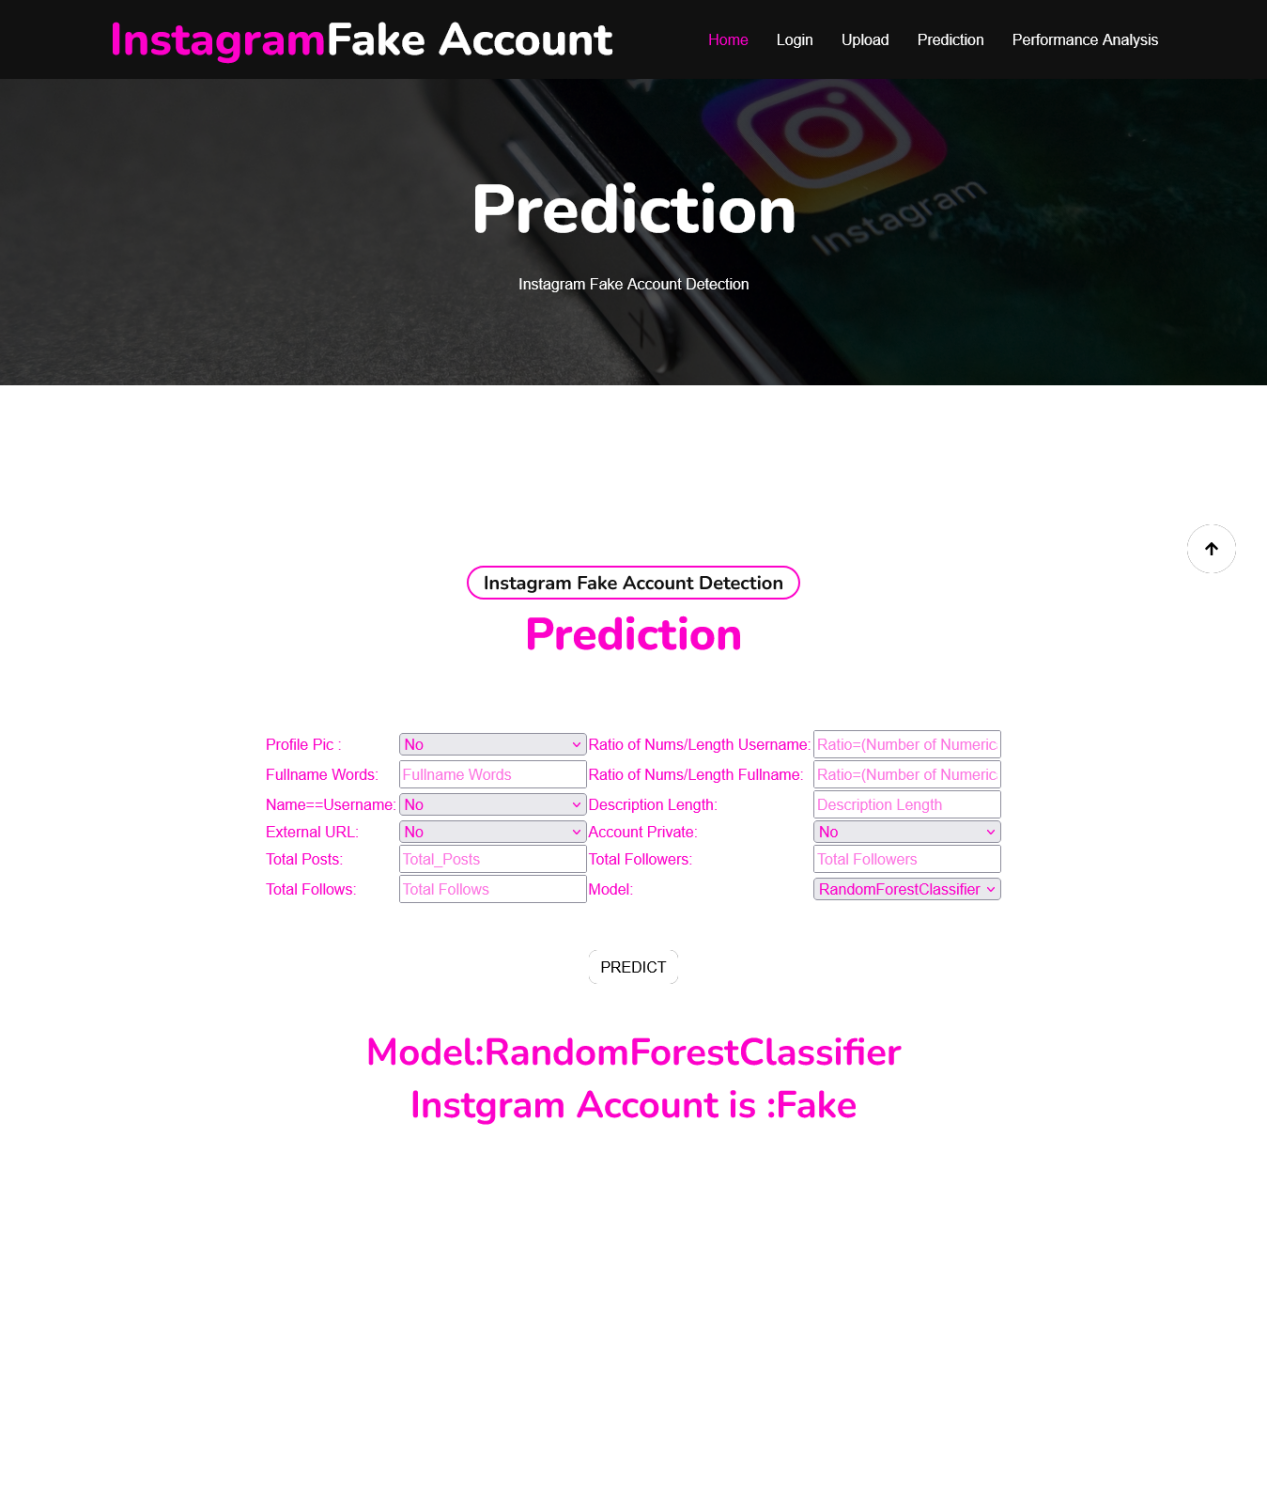 InstagramFake Account
Home Login Upload Prediction Performance Analysis
Instagram
Prediction
Instagram Fake Account Detection
Instagram Fake Account Detection
Prediction
Profile Pic : No Ratio of Nums/Length Username: Ratio=(Number of Numeric
Fullname Words: Fullname Words Ratio of Nums/Length Fullname: Ratio=(Number of Numeric
Name==Username: No Description Length: Description Length
External URL: No Account Private: No
Total Posts: Total_Posts Total Followers: Total Followers
Total Follows: Total Follows Model: RandomForestClassifier
PREDICT
Model:RandomForestClassifier
Instgram Account is :Fake